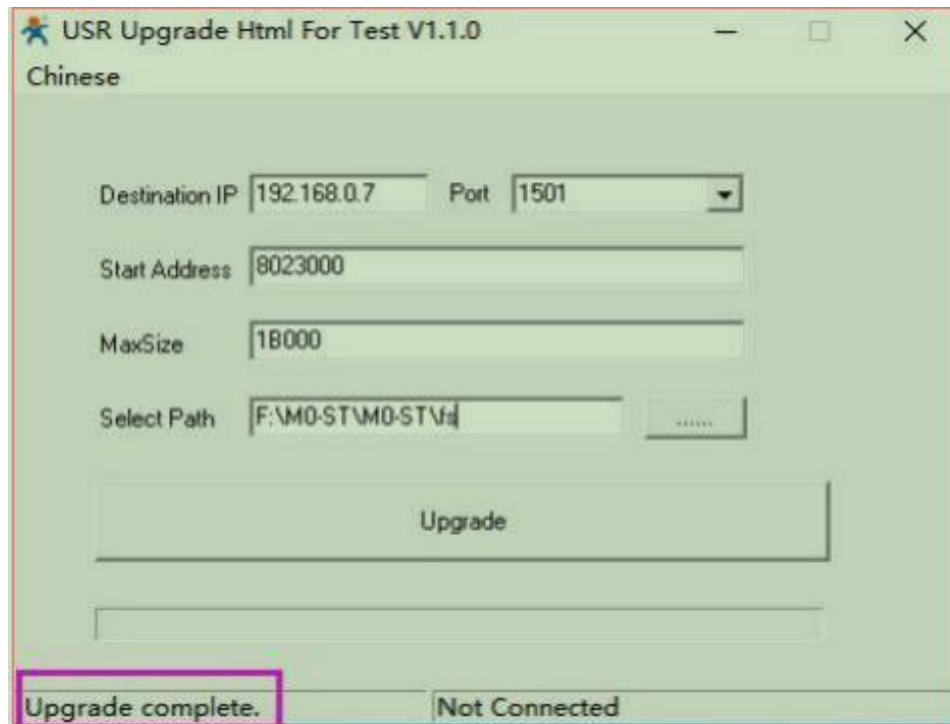 USR Upgrade Html For Test V1.1.0
Chinese
Destination IP 192.168.0.7 Port 1501
Start Address 8023000
MaxSize 1B000
Select Path F:\M0-ST\M0-ST\fs ......
Upgrade
Upgrade complete. Not Connected